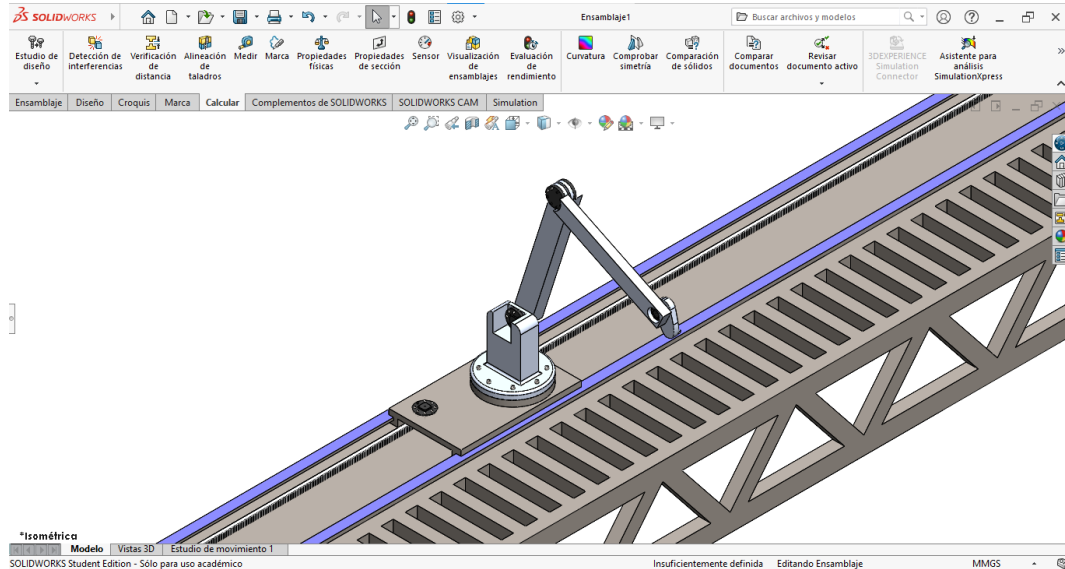 SOLIDWORKS
Ensamblaje1
Buscar archivos y modelos
Estudio de diseño
Detección de interferencias
Verificación de distancia
Alineación de taladros
Medir
Marca
Propiedades físicas
Propiedades de sección
Sensor
Visualización de ensamblajes
Evaluación de rendimiento
Curvatura
Comprobar simetría
Comparación de sólidos
Comparar documentos
Revisar documento activo
3DEXPERIENCE Simulation Connector
Asistente para análisis SimulationXpress
Ensamblaje Diseño Croquis Marca Calcular Complementos de SOLIDWORKS SOLIDWORKS CAM Simulation
*Isométrica
Modelo Vistas 3D Estudio de movimiento 1
SOLIDWORKS Student Edition - Sólo para uso académico Insuficientemente definida Editando Ensamblaje MMGS